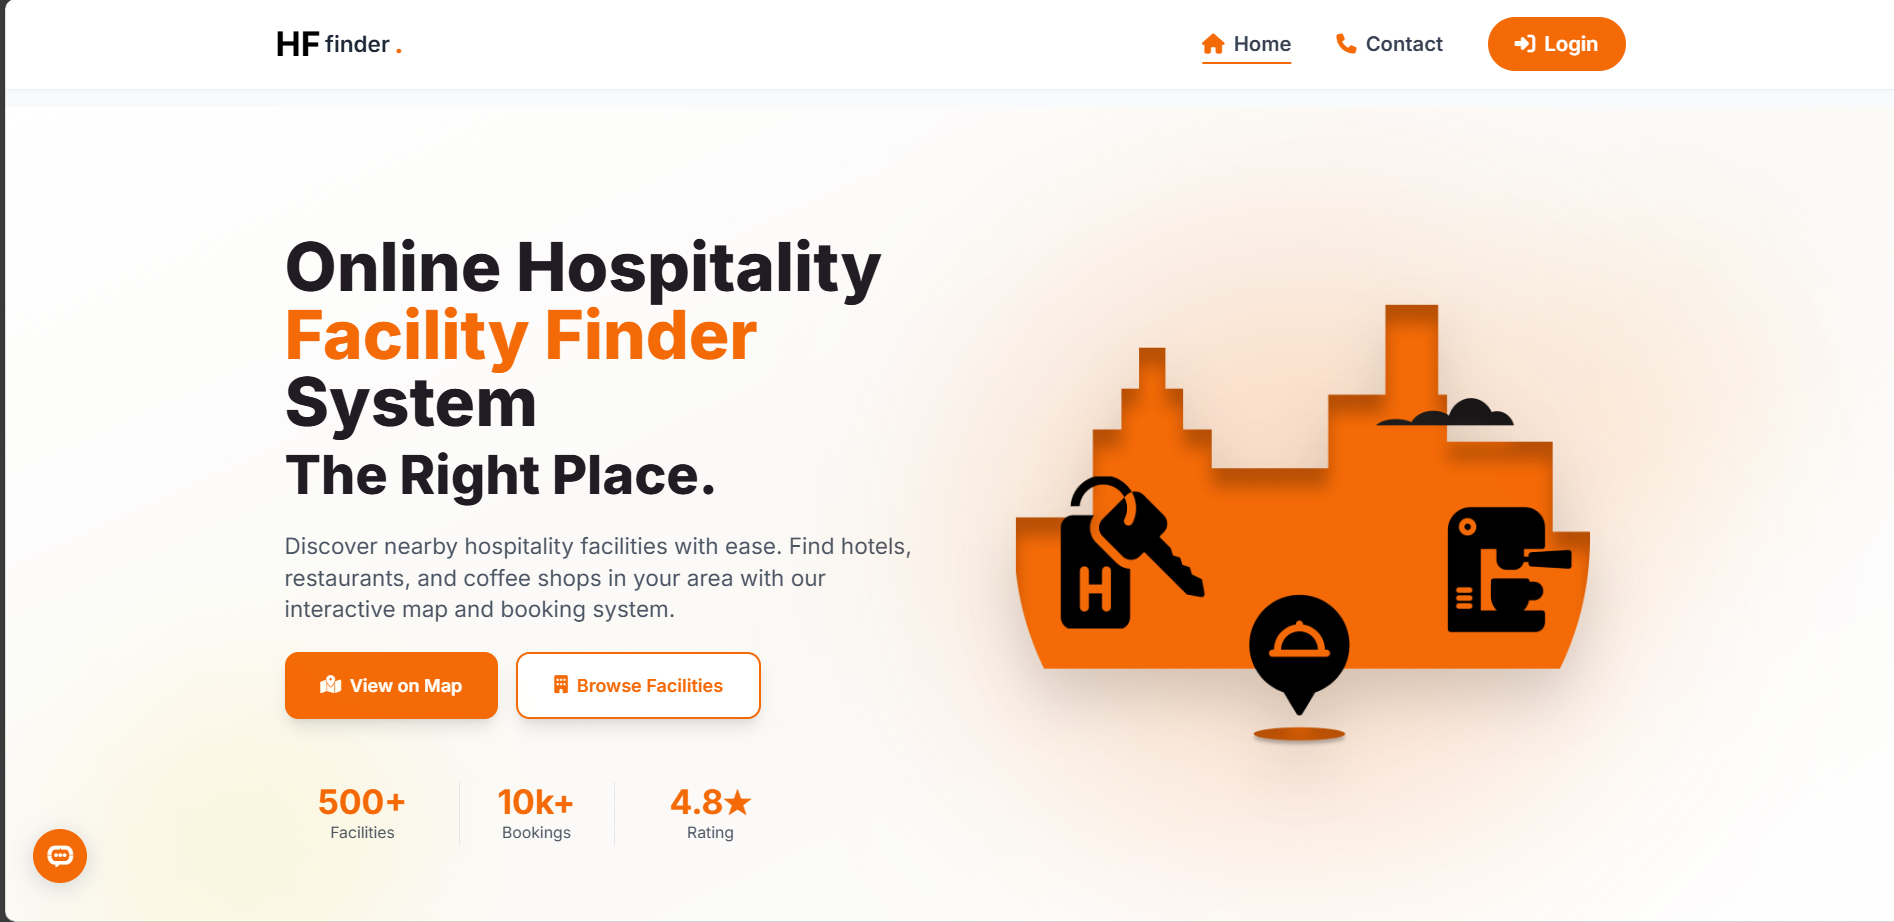 HF finder .
Home
Contact
Login
Online Hospitality
Facility Finder
System
The Right Place.
Discover nearby hospitality facilities with ease. Find hotels,
restaurants, and coffee shops in your area with our
interactive map and booking system.
View on Map
Browse Facilities
H
500+
Facilities
10k+
Bookings
4.8★
Rating